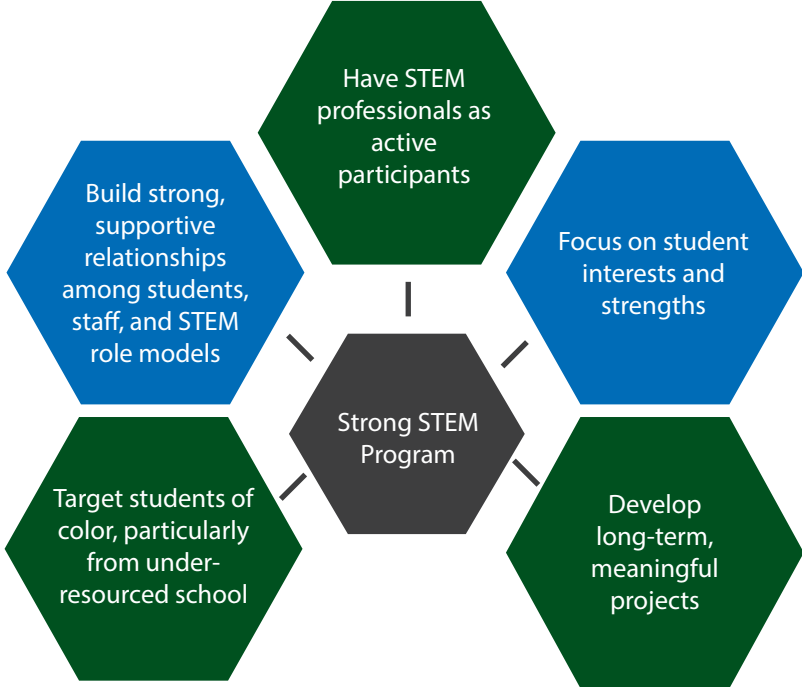 Have STEM
professionals as
active
participants
Build strong,
supportive
relationships
among students,
staff, and STEM
role models
Focus on student
interests and
strengths
Strong STEM
Program
Target students of
color, particularly
from under-
resourced school
Develop
long-term,
meaningful
projects